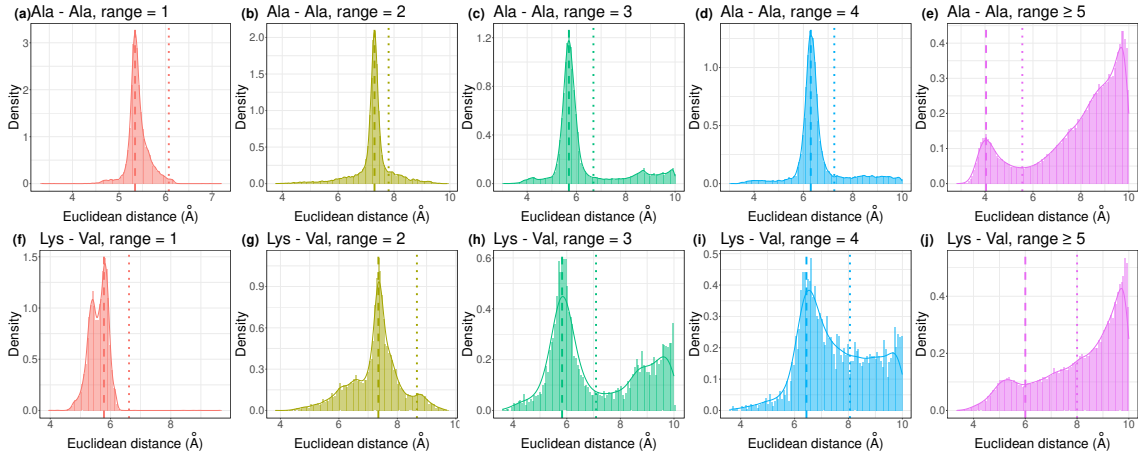 (a) Ala - Ala, range = 1
Density
3
2
1
0
4 5 6 7
Euclidean distance (Å)
(b) Ala - Ala, range = 2
Density
2.0
1.5
1.0
0.5
0.0
4 6 8 10
Euclidean distance (Å)
(c) Ala - Ala, range = 3
Density
1.2
0.8
0.4
0.0
4 6 8 10
Euclidean distance (Å)
(d) Ala - Ala, range = 4
Density
1.0
0.5
0.0
4 6 8 10
Euclidean distance (Å)
(e) Ala - Ala, range ≥ 5
Density
0.4
0.3
0.2
0.1
0.0
4 6 8 10
Euclidean distance (Å)
(f) Lys - Val, range = 1
Density
1.5
1.0
0.5
0.0
4 6 8
Euclidean distance (Å)
(g) Lys - Val, range = 2
Density
1.2
0.9
0.6
0.3
0.0
4 6 8 10
Euclidean distance (Å)
(h) Lys - Val, range = 3
Density
0.6
0.4
0.2
0.0
4 6 8 10
Euclidean distance (Å)
(i) Lys - Val, range = 4
Density
0.5
0.4
0.3
0.2
0.1
0.0
4 6 8 10
Euclidean distance (Å)
(j) Lys - Val, range ≥ 5
Density
0.4
0.2
0.0
4 6 8 10
Euclidean distance (Å)